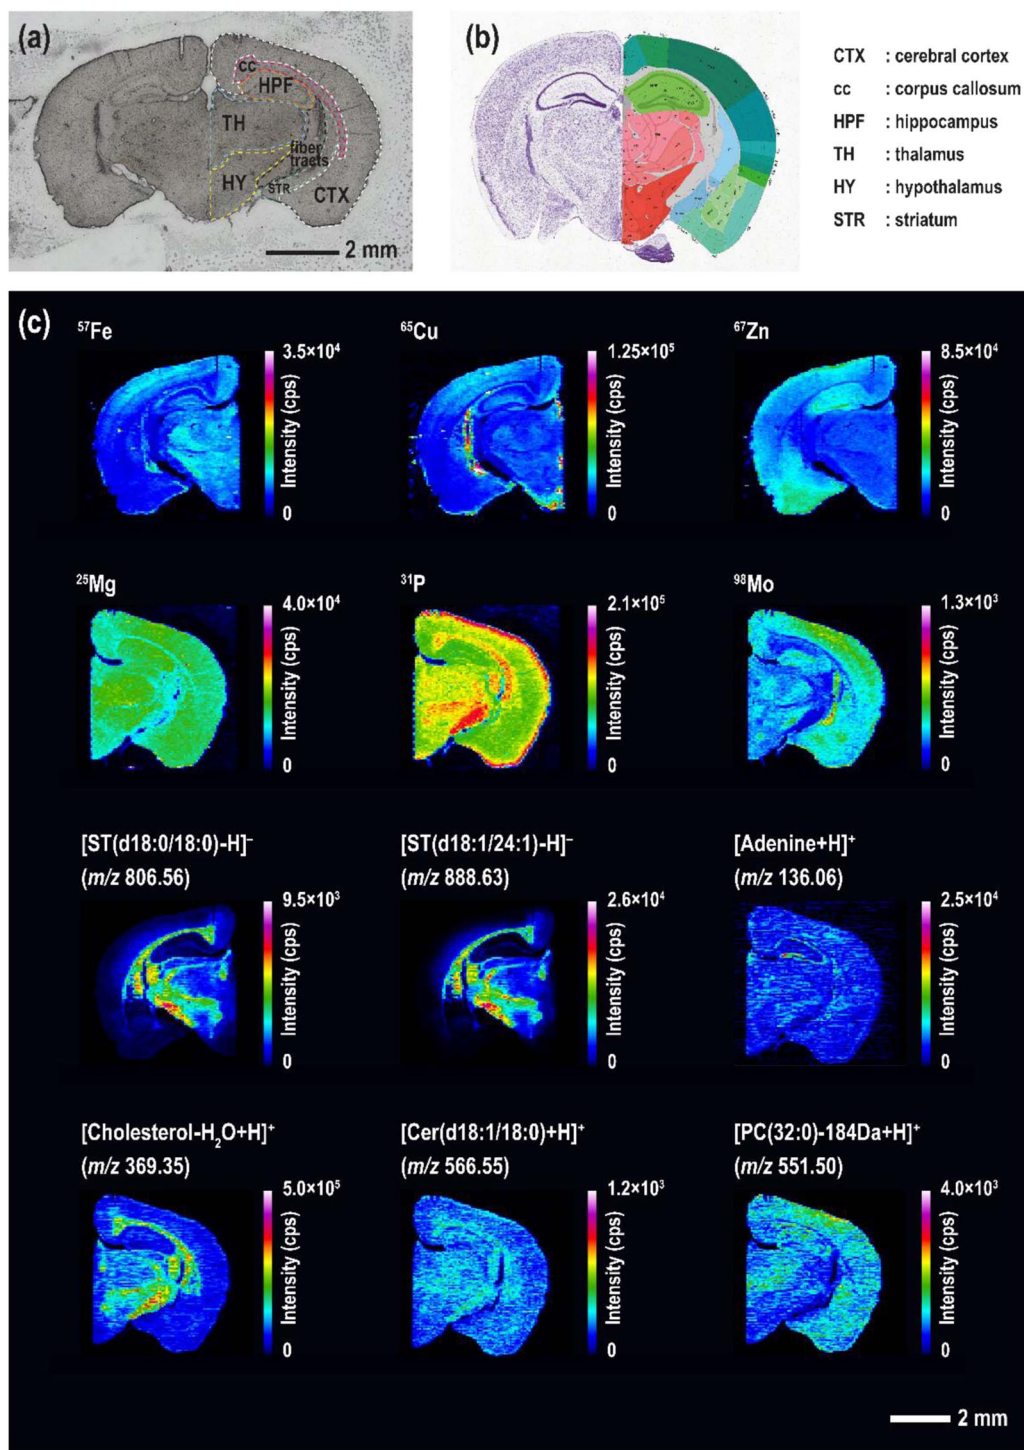 (a)
CC
HPF
TH
fiber
tracts
HY
STR
CTX
2 mm
(b)
CTX : cerebral cortex
cc : corpus callosum
HPF : hippocampus
TH : thalamus
HY : hypothalamus
STR : striatum
(c)
⁵⁷Fe
3.5×10⁴
Intensity (cps)
0
⁶⁵Cu
1.25×10⁵
Intensity (cps)
0
⁶⁷Zn
8.5×10⁴
Intensity (cps)
0
²⁵Mg
4.0×10⁴
Intensity (cps)
0
³¹P
2.1×10⁵
Intensity (cps)
0
⁹⁸Mo
1.3×10³
Intensity (cps)
0
[ST(d18:0/18:0)-H]⁻
(m/z 806.56)
9.5×10³
Intensity (cps)
0
[ST(d18:1/24:1)-H]⁻
(m/z 888.63)
2.6×10⁴
Intensity (cps)
0
[Adenine+H]⁺
(m/z 136.06)
2.5×10⁴
Intensity (cps)
0
[Cholesterol-H₂O+H]⁺
(m/z 369.35)
5.0×10⁵
Intensity (cps)
0
[Cer(d18:1/18:0)+H]⁺
(m/z 566.55)
1.2×10³
Intensity (cps)
0
[PC(32:0)-184Da+H]⁺
(m/z 551.50)
4.0×10³
Intensity (cps)
0
2 mm